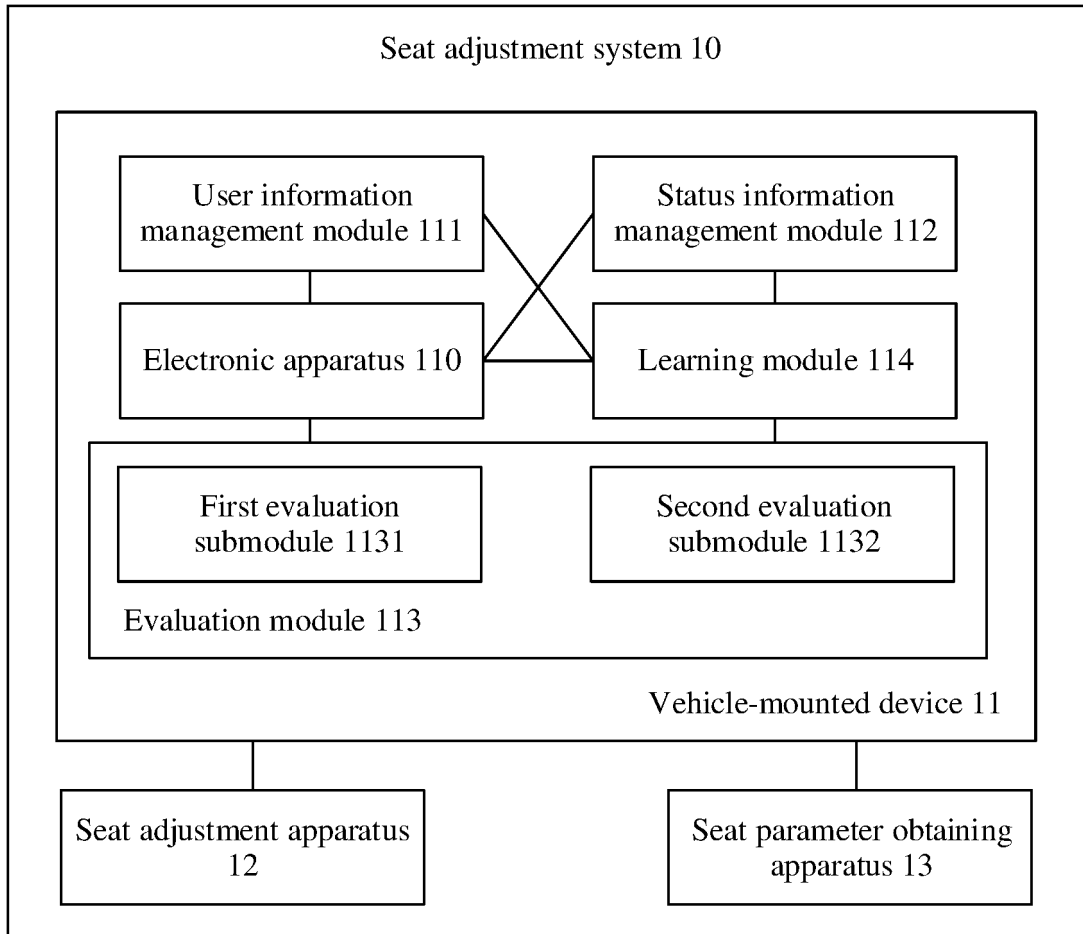 Seat adjustment system 10
User information
management module 111
Status information
management module 112
Electronic apparatus 110
Learning module 114
First evaluation
submodule 1131
Second evaluation
submodule 1132
Evaluation module 113
Vehicle-mounted device 11
Seat adjustment apparatus
12
Seat parameter obtaining
apparatus 13